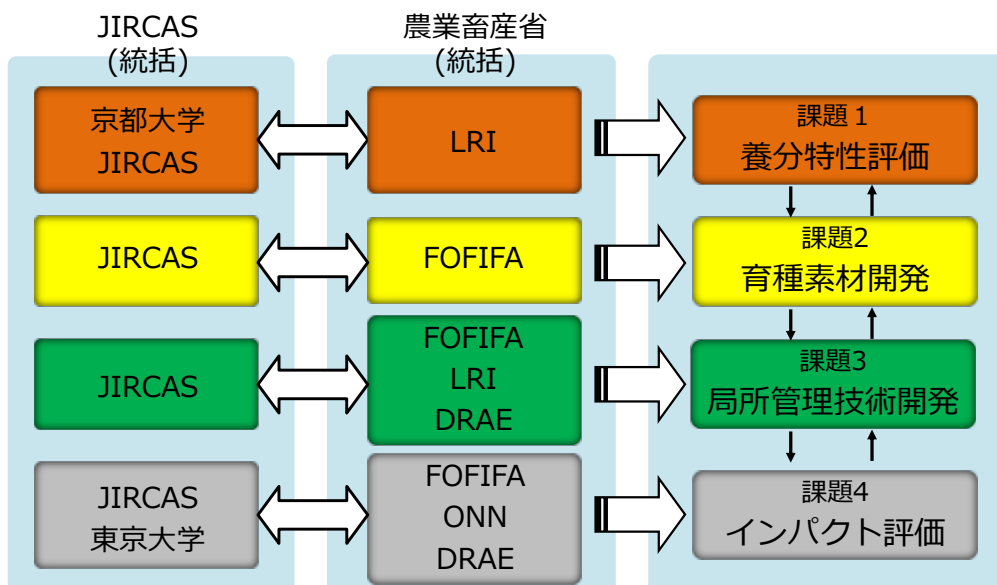 JIRCAS
(統括)
農業畜産省
(統括)
京都大学
JIRCAS
LRI
課題１
養分特性評価
JIRCAS
FOFIFA
課題2
育種素材開発
JIRCAS
FOFIFA
LRI
DRAE
課題3
局所管理技術開発
JIRCAS
東京大学
FOFIFA
ONN
DRAE
課題4
インパクト評価